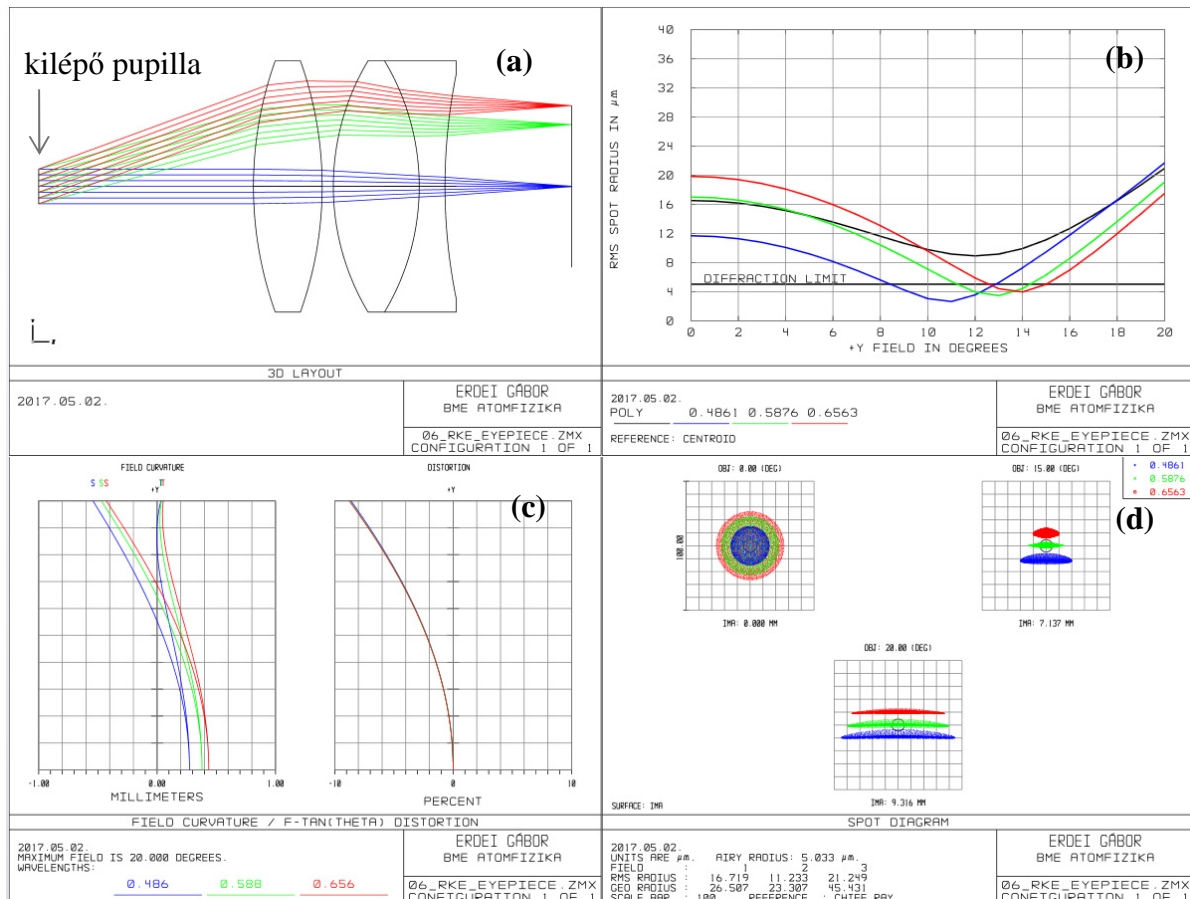 kilépő pupilla
(a)
3D LAYOUT
2017.05.02.
ERDEI GÁBOR
BME ATOMFIZIKA
06_RKE_EYEPIECE.ZMX
CONFIGURATION 1 OF 1
(b)
RMS SPOT RADIUS IN µm
40
36
32
28
24
20
16
12
8
4
0
DIFFRACTION LIMIT
0 2 4 6 8 10 12 14 16 18 20
+Y FIELD IN DEGREES
2017.05.02.
POLY 0.4861 0.5876 0.6563
REFERENCE: CENTROID
ERDEI GÁBOR
BME ATOMFIZIKA
06_RKE_EYEPIECE.ZMX
CONFIGURATION 1 OF 1
FIELD CURVATURE
+Y
DISTORTION
+Y
(c)
-1.00 0.00 1.00
MILLIMETERS
-10 0 10
PERCENT
FIELD CURVATURE / F-TAN(THETA) DISTORTION
2017.05.02.
MAXIMUM FIELD IS 20.000 DEGREES.
WAVELENGTHS:
0.486 0.588 0.656
ERDEI GÁBOR
BME ATOMFIZIKA
06_RKE_EYEPIECE.ZMX
CONFIGURATION 1 OF 1
OBJ: 0.00 (DEG)
100.00
IMA: 0.000 MM
OBJ: 15.00 (DEG)
IMA: 7.137 MM
0.4861
0.5876
0.6563
(d)
OBJ: 20.00 (DEG)
IMA: 9.316 MM
SURFACE: IMA
SPOT DIAGRAM
2017.05.02.
UNITS ARE µm. AIRY RADIUS: 5.033 µm.
FIELD : 1 2 3
RMS RADIUS : 16.719 11.233 21.249
GEO RADIUS : 26.507 23.307 45.431
SCALE BAR : 100 REFERENCE : CHIEF RAY
ERDEI GÁBOR
BME ATOMFIZIKA
06_RKE_EYEPIECE.ZMX
CONFIGURATION 1 OF 1